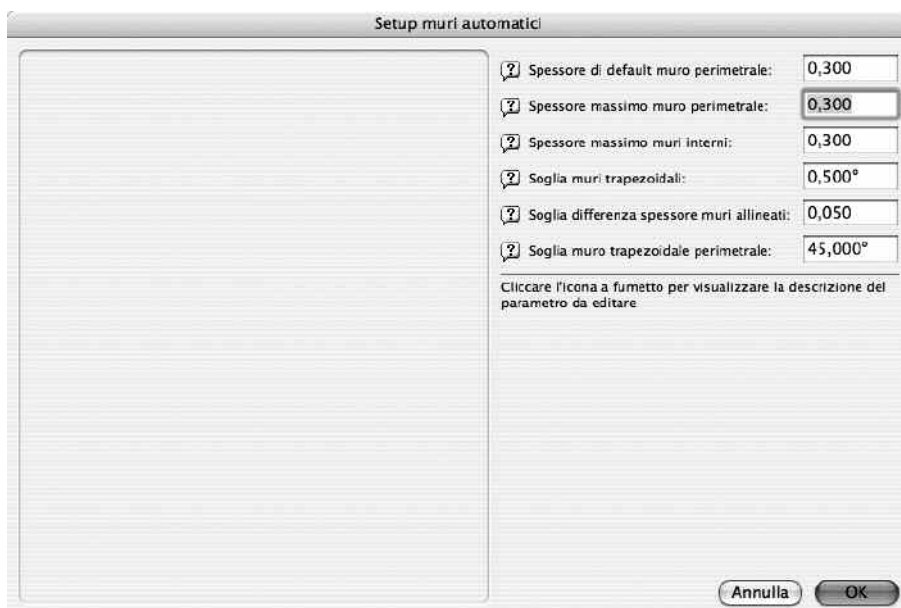 Setup muri automatici
Spessore di default muro perimetrale: 0,300
Spessore massimo muro perimetrale: 0,300
Spessore massimo muri interni: 0,300
Soglia muri trapezoidali: 0,500°
Soglia differenza spessore muri allineati: 0,050
Soglia muro trapezoidale perimetrale: 45,000°
Cliccare l'icona a fumetto per visualizzare la descrizione del
parametro da editare
Annulla OK